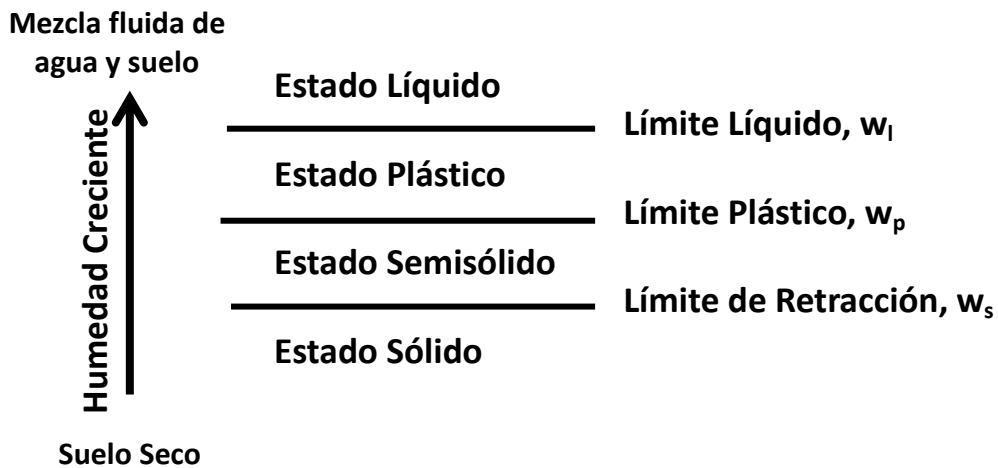 Mezcla fluida de
agua y suelo
Humedad Creciente
Suelo Seco
Estado Líquido
Límite Líquido, wl
Estado Plástico
Límite Plástico, wp
Estado Semisólido
Límite de Retracción, ws
Estado Sólido